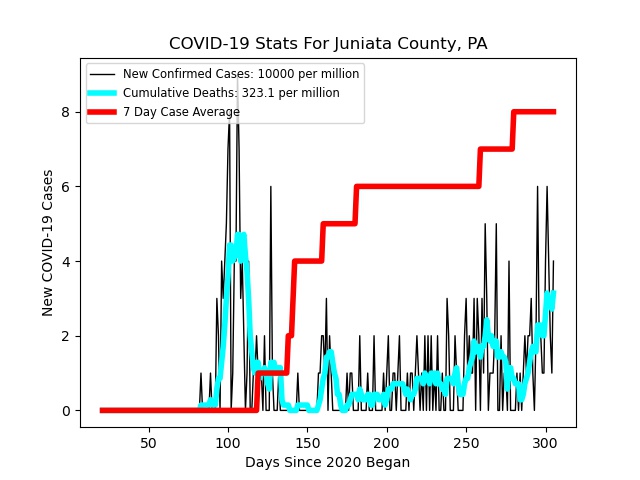 COVID-19 Stats For Juniata County, PA
New Confirmed Cases: 10000 per million
Cumulative Deaths: 323.1 per million
7 Day Case Average
New COVID-19 Cases
8
6
4
2
0
50 100 150 200 250 300
Days Since 2020 Began